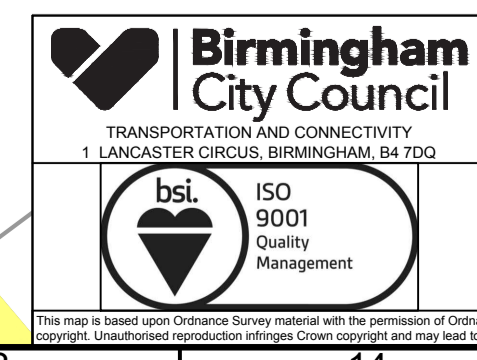 Birmingham
City Council
TRANSPORTATION AND CONNECTIVITY
1 LANCASTER CIRCUS, BIRMINGHAM, B4 7DQ
bsi.
ISO
9001
Quality
Management
This map is based upon Ordnance Survey material with the permission of
copyright. Unauthorised reproduction infringes Crown copyright and may lead to
14